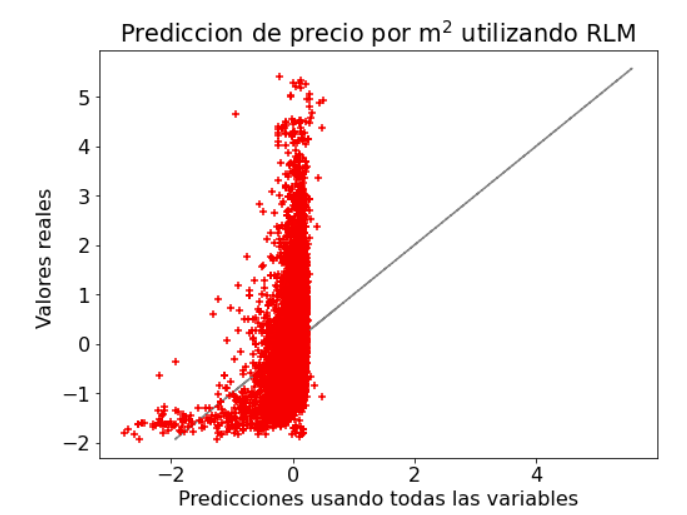 Prediccion de precio por m² utilizando RLM
Valores reales
5
4
3
2
1
0
−1
−2
−2 0 2 4
Predicciones usando todas las variables